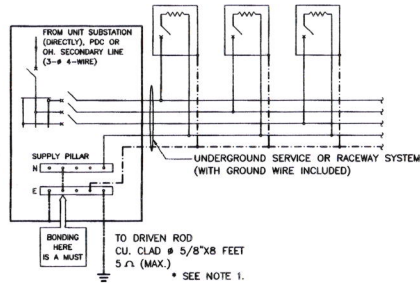 FROM UNIT SUBSTATION
(DIRECTLY), PDC OR
OH. SECONDARY LINE
(3-ø 4-WIRE)
SUPPLY PILLAR
N
E
UNDERGROUND SERVICE OR RACEWAY SYSTEM
(WITH GROUND WIRE INCLUDED)
BONDING
HERE
IS A MUST
TO DRIVEN ROD
CU. CLAD ø 5/8"X8 FEET
5 Ω (MAX.)
* SEE NOTE 1.